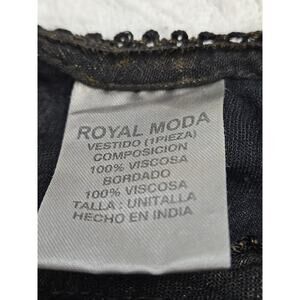 ROYAL MODA
VESTIDO (1PIEZA)
COMPOSICION
100% VISCOSA
BORDADO
100% VISCOSA
TALLA : UNITALLA
HECHO EN INDIA